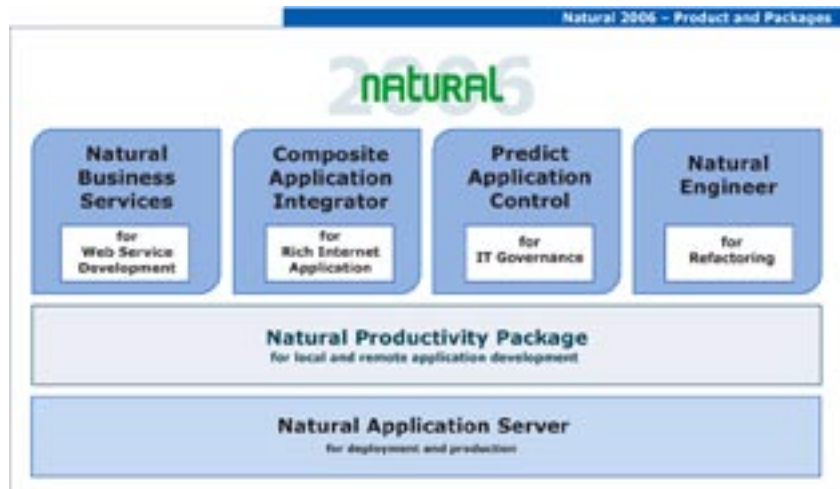 Natural 2006 – Product and Packages
2006
natural
Natural
Business
Services
for
Web Service
Development
Composite
Application
Integrator
for
Rich Internet
Application
Predict
Application
Control
for
IT Governance
Natural
Engineer
for
Refactoring
Natural Productivity Package
for local and remote application development
Natural Application Server
for deployment and production